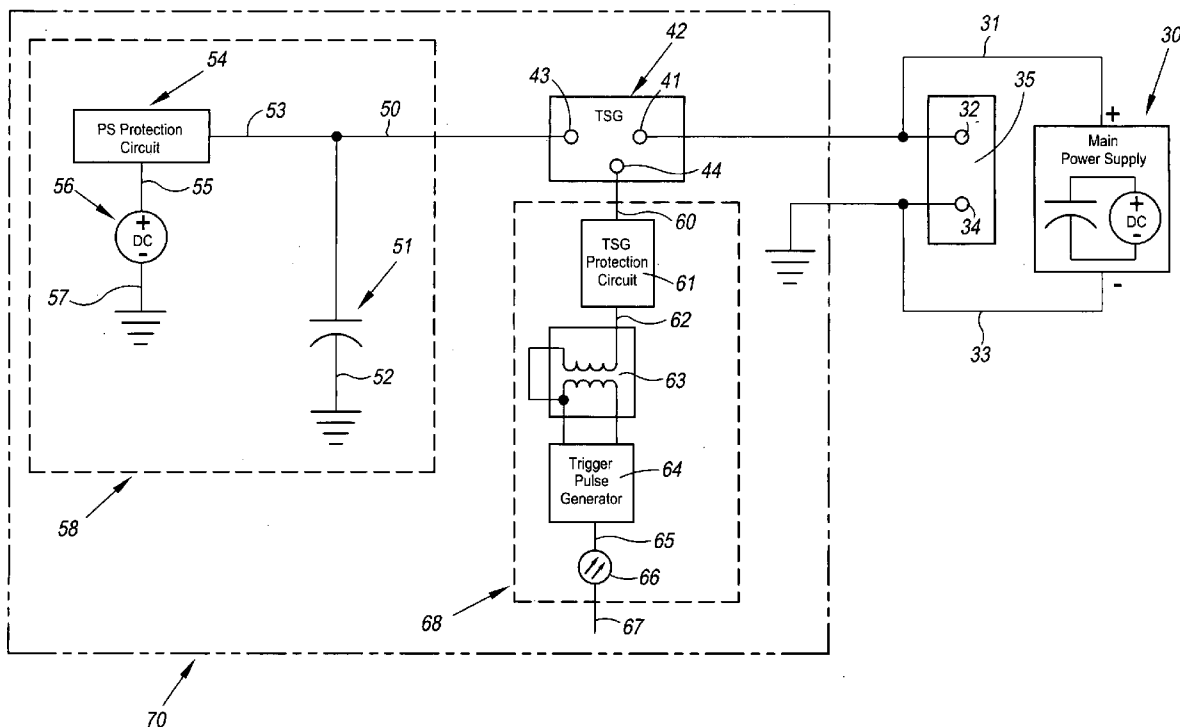 42
31
30
54
43
41
35
53
50
TSG
32
PS Protection
Circuit
+
Main
Power Supply
44
55
56
+
DC
-
60
34
+
DC
-
51
TSG
Protection
Circuit
61
57
-
62
33
52
63
Trigger
Pulse
Generator
64
58
65
66
68
67
70